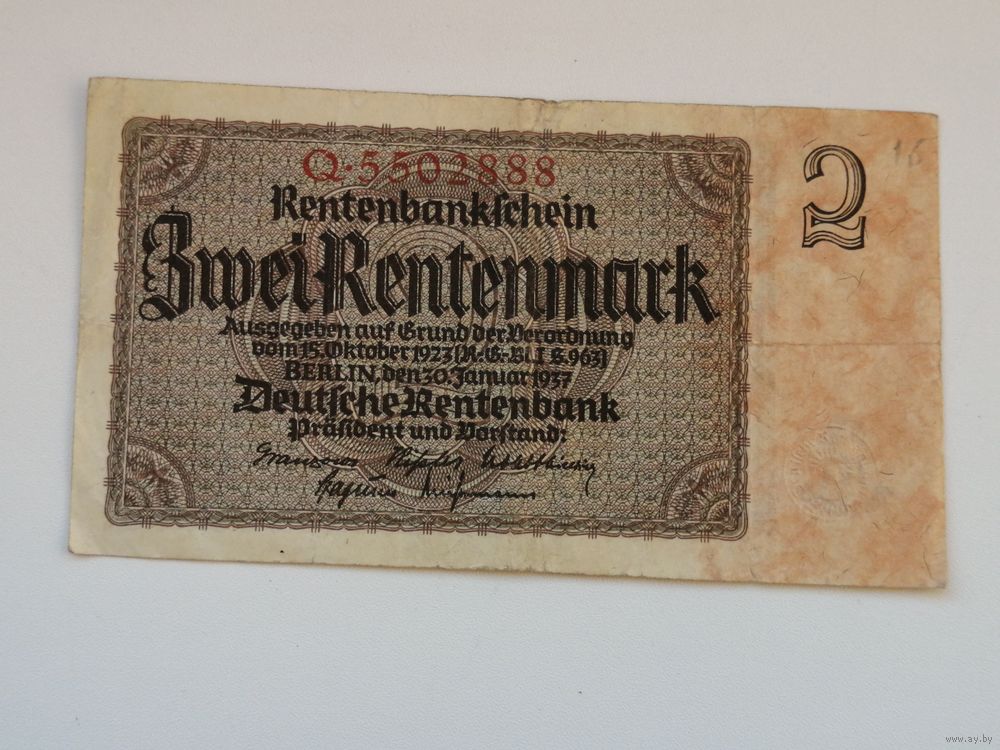 Q·5502888
Rentenbankschein
Zwei Rentenmark
Ausgegeben auf Grund der Verordnung
vom 15. Oktober 1923 (R.-G.-Bl. I S. 963)
BERLIN, den 30. Januar 1937
Deutsche Rentenbank
Präsident und Vorstand:
2
16
www.ay.by